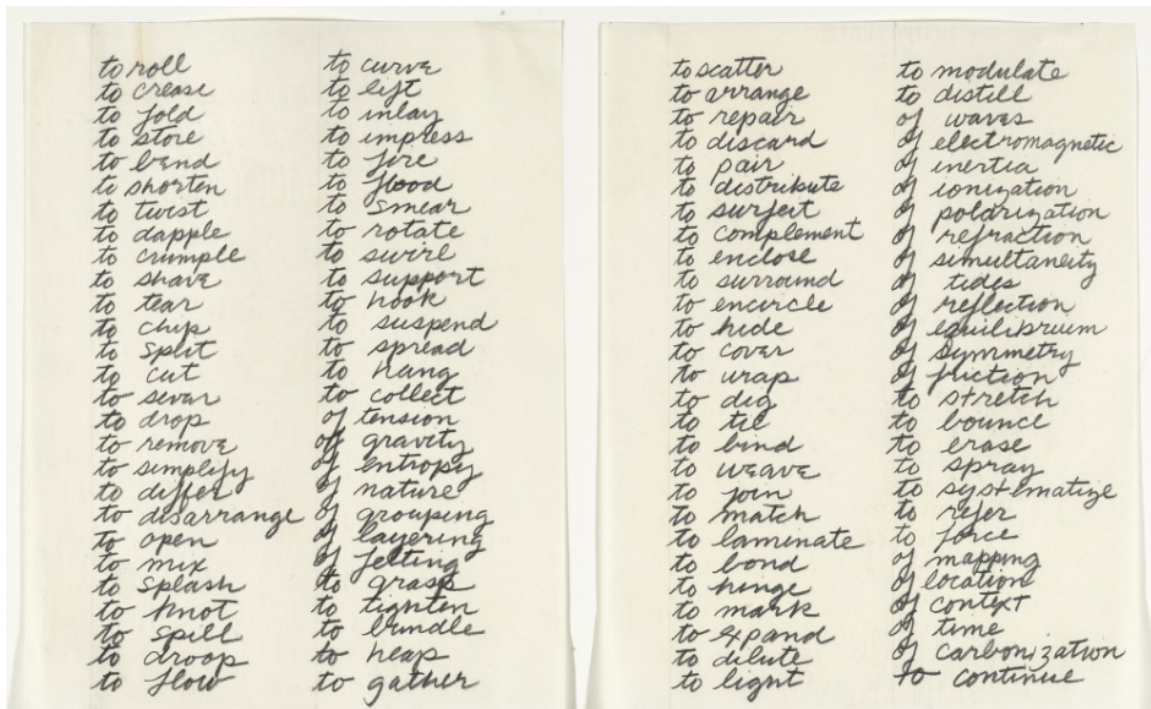 to roll
to crease
to fold
to store
to bend
to shorten
to twist
to dapple
to crumple
to shave
to tear
to chip
to split
to cut
to sever
to drop
to remove
to simplify
to differ
to disarrange
to open
to mix
to splash
to knot
to spill
to droop
to flow
to curve
to lift
to inlay
to impress
to fire
to flood
to smear
to rotate
to swirl
to support
to hook
to suspend
to spread
to hang
to collect
of tension
of gravity
of entropy
of nature
of grouping
of layering
of felting
to grasp
to tighten
to bundle
to heap
to gather
to scatter
to arrange
to repair
to discard
to pair
to distribute
to surfeit
to complement
to enclose
to surround
to encircle
to hide
to cover
to wrap
to dig
to tie
to bind
to weave
to join
to match
to laminate
to bond
to hinge
to mark
to expand
to dilute
to light
to modulate
to distill
of waves
of electromagnetic
of inertia
of ionization
of polarization
of refraction
of simultaneity
of tides
of reflection
of equilibrium
of symmetry
of friction
to stretch
to bounce
to erase
to spray
to systematize
to refer
to force
of mapping
of location
of context
of time
of carbonization
to continue